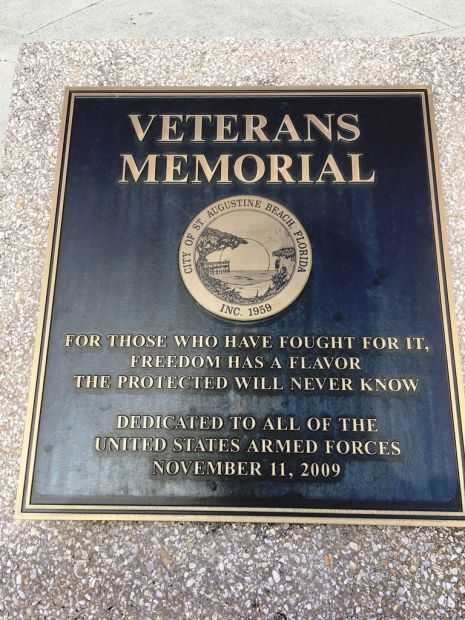 VETERANS
MEMORIAL
CITY OF ST. AUGUSTINE BEACH, FLORIDA
INC. 1959
FOR THOSE WHO HAVE FOUGHT FOR IT,
FREEDOM HAS A FLAVOR
THE PROTECTED WILL NEVER KNOW
DEDICATED TO ALL OF THE
UNITED STATES ARMED FORCES
NOVEMBER 11, 2009